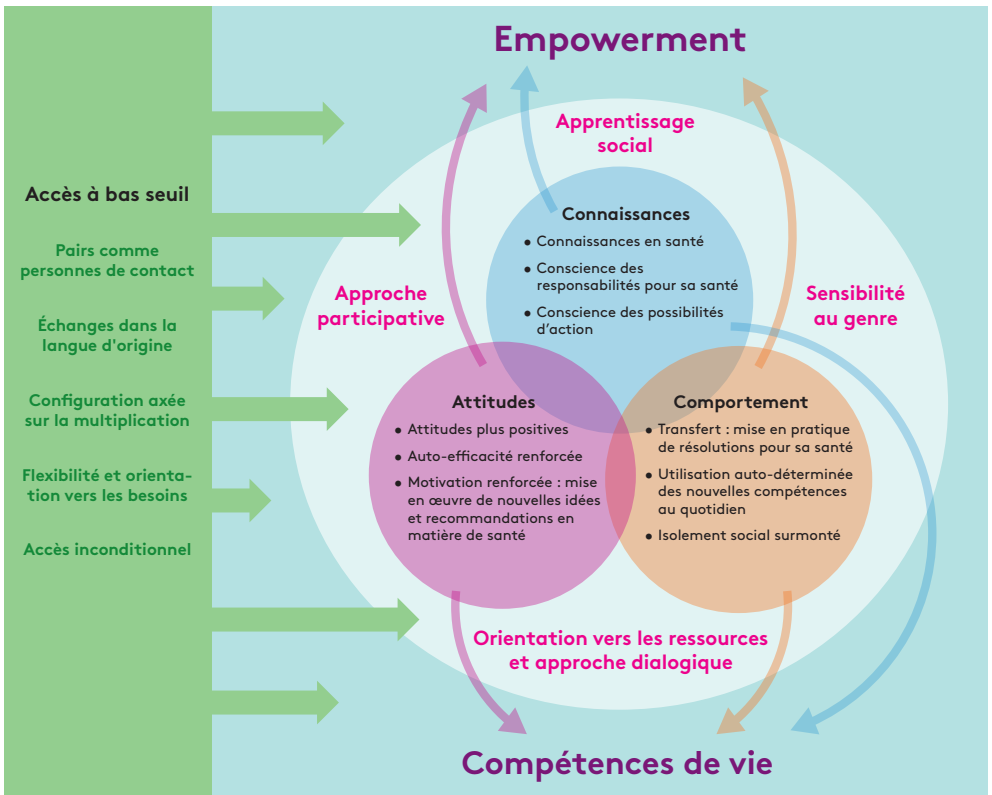 Empowerment
Accès à bas seuil
Pairs comme
personnes de contact
Échanges dans la
langue d'origine
Configuration axée
sur la multiplication
Flexibilité et orienta-
tion vers les besoins
Accès inconditionnel
Apprentissage
social
Approche
participative
Sensibilité
au genre
Connaissances
• Connaissances en santé
• Conscience des
responsabilités pour sa santé
• Conscience des possibilités
d'action
Attitudes
• Attitudes plus positives
• Auto-efficacité renforcée
• Motivation renforcée : mise
en œuvre de nouvelles idées
et recommandations en
matière de santé
Comportement
• Transfert : mise en pratique
de résolutions pour sa santé
• Utilisation auto-déterminée
des nouvelles compétences
au quotidien
• Isolement social surmonté
Orientation vers les ressources
et approche dialogique
Compétences de vie